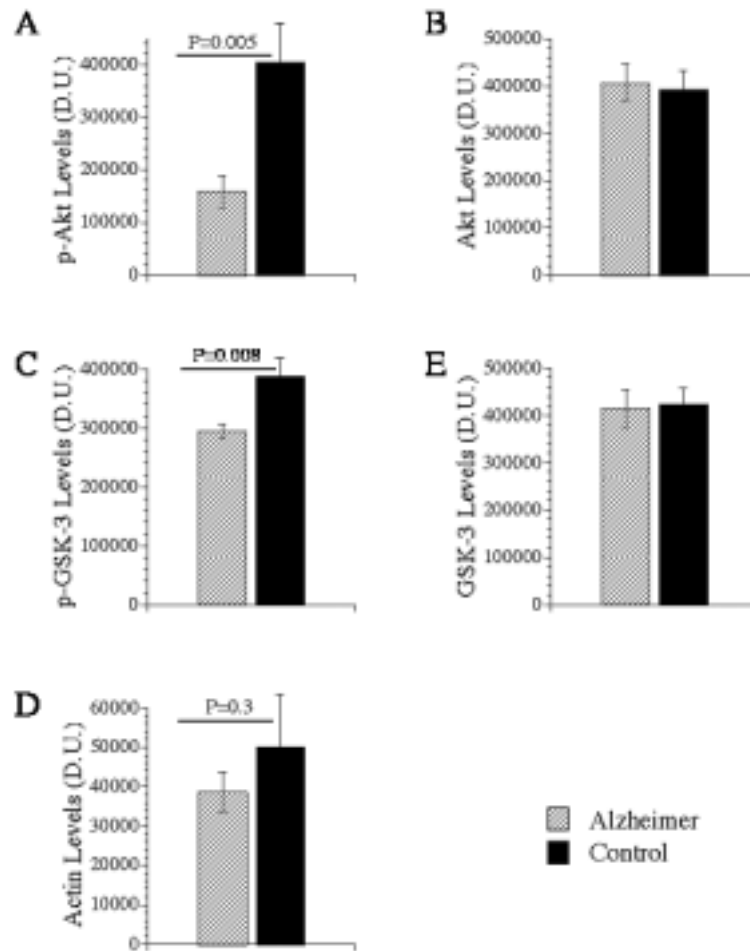 A
P=0.005
p-Akt Levels (D.U.)
400000
300000
200000
100000
0
B
Akt Levels (D.U.)
500000
400000
300000
200000
100000
0
C
P=0.008
p-GSK-3 Levels (D.U.)
400000
300000
200000
100000
0
E
GSK-3 Levels (D.U.)
500000
400000
300000
200000
100000
0
D
P=0.3
Actin Levels (D.U.)
60000
50000
40000
30000
20000
10000
0
Alzheimer
Control